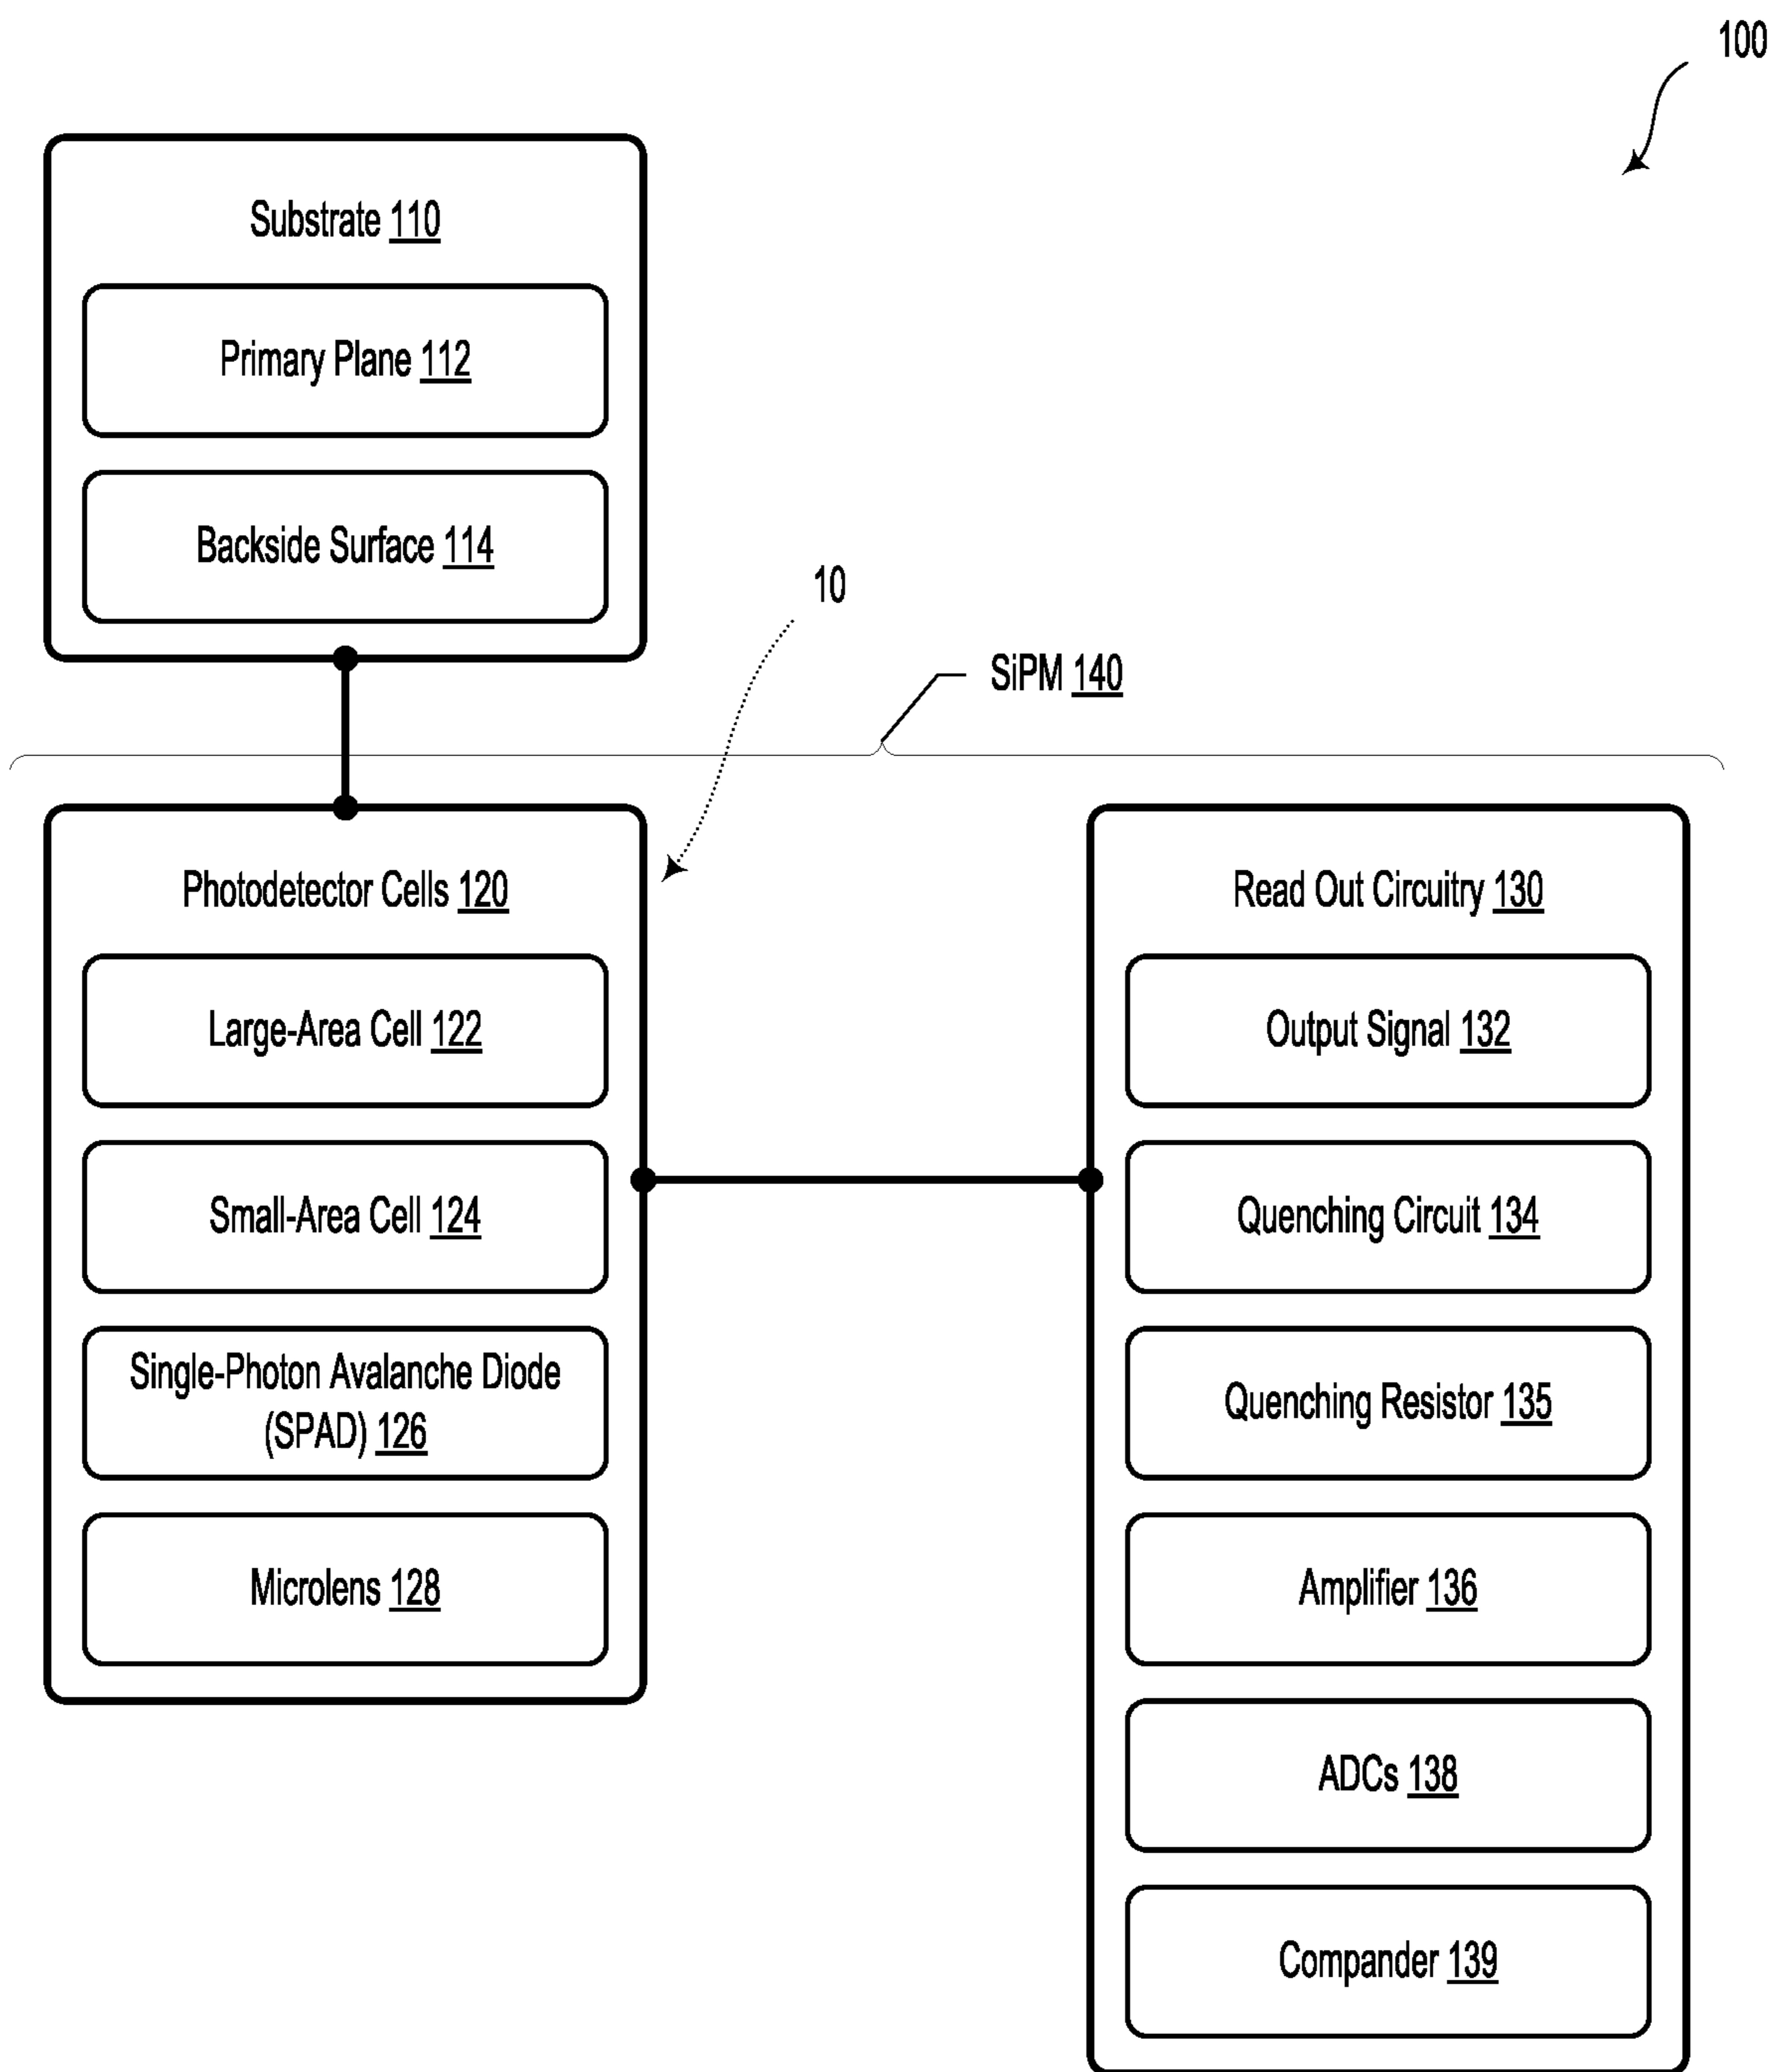 100
Substrate 110
Primary Plane 112
Backside Surface 114
10
SiPM 140
Photodetector Cells 120
Large-Area Cell 122
Small-Area Cell 124
Single-Photon Avalanche Diode
(SPAD) 126
Microlens 128
Read Out Circuitry 130
Output Signal 132
Quenching Circuit 134
Quenching Resistor 135
Amplifier 136
ADCs 138
Compander 139